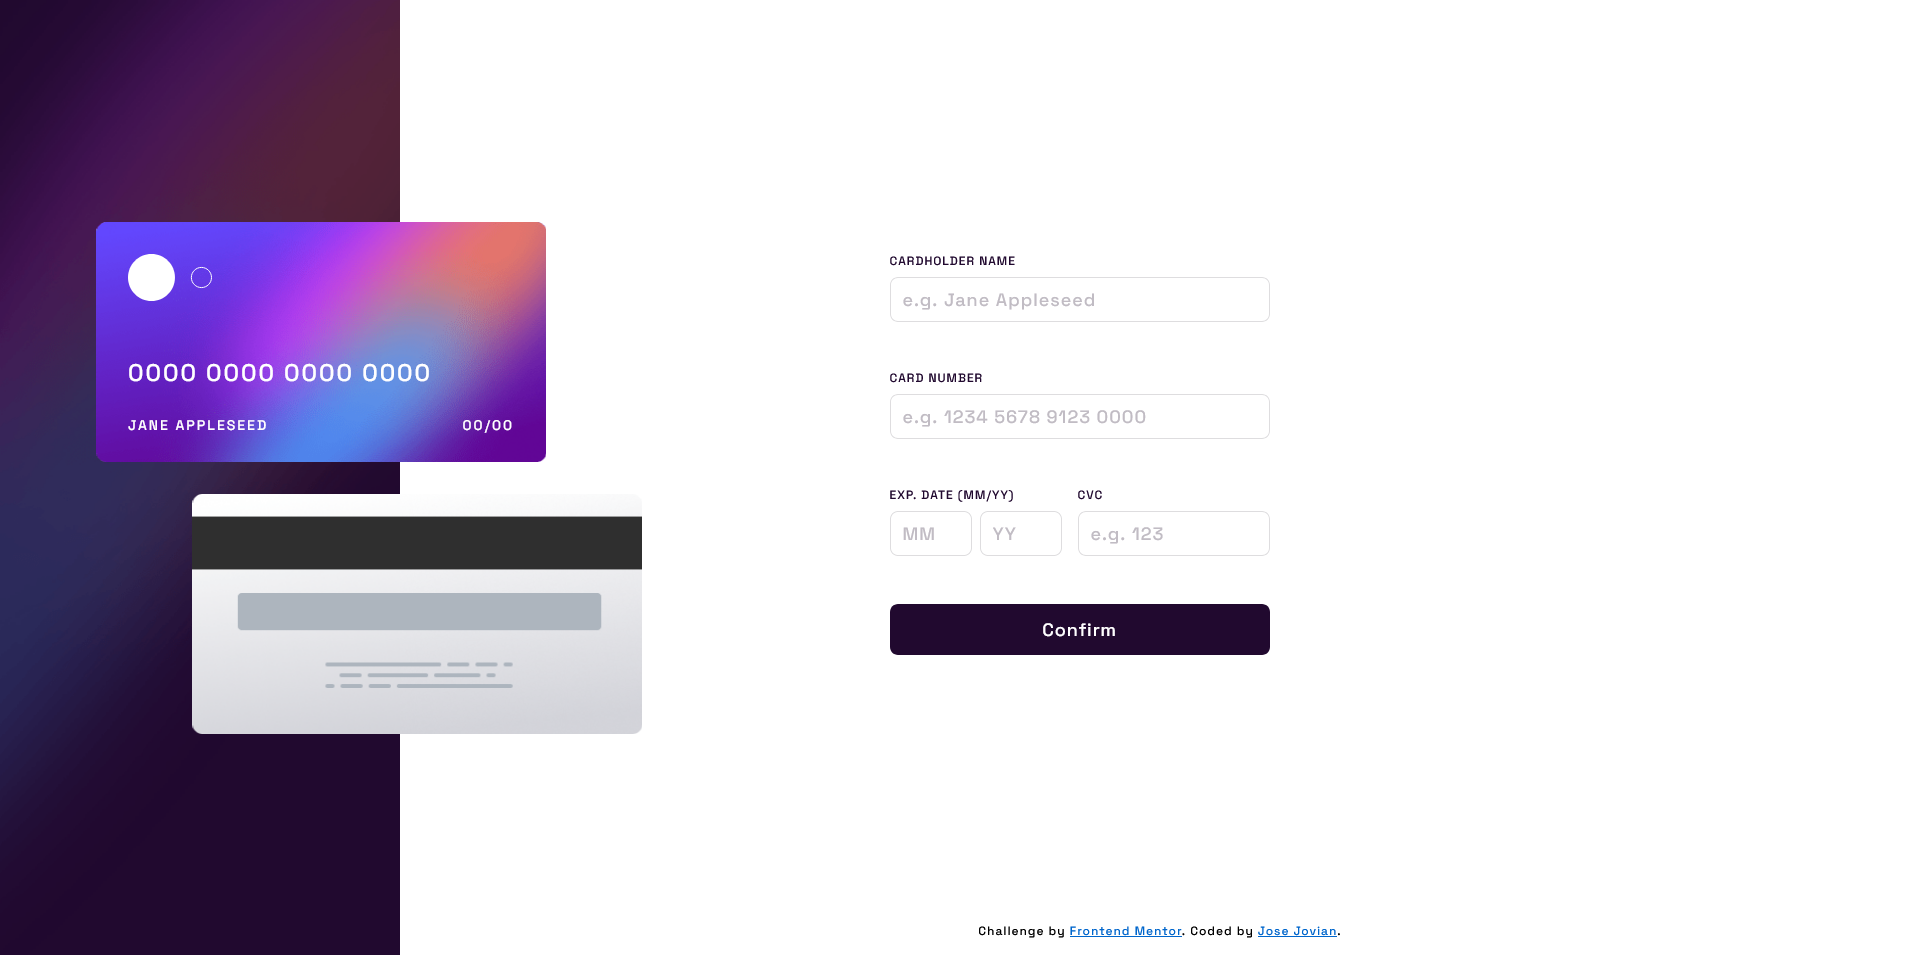 0000 0000 0000 0000
JANE APPLESEED 00/00
CARDHOLDER NAME
e.g. Jane Appleseed
CARD NUMBER
e.g. 1234 5678 9123 0000
EXP. DATE (MM/YY) CVC
MM YY e.g. 123
Confirm
Challenge by Frontend Mentor. Coded by Jose Jovian.